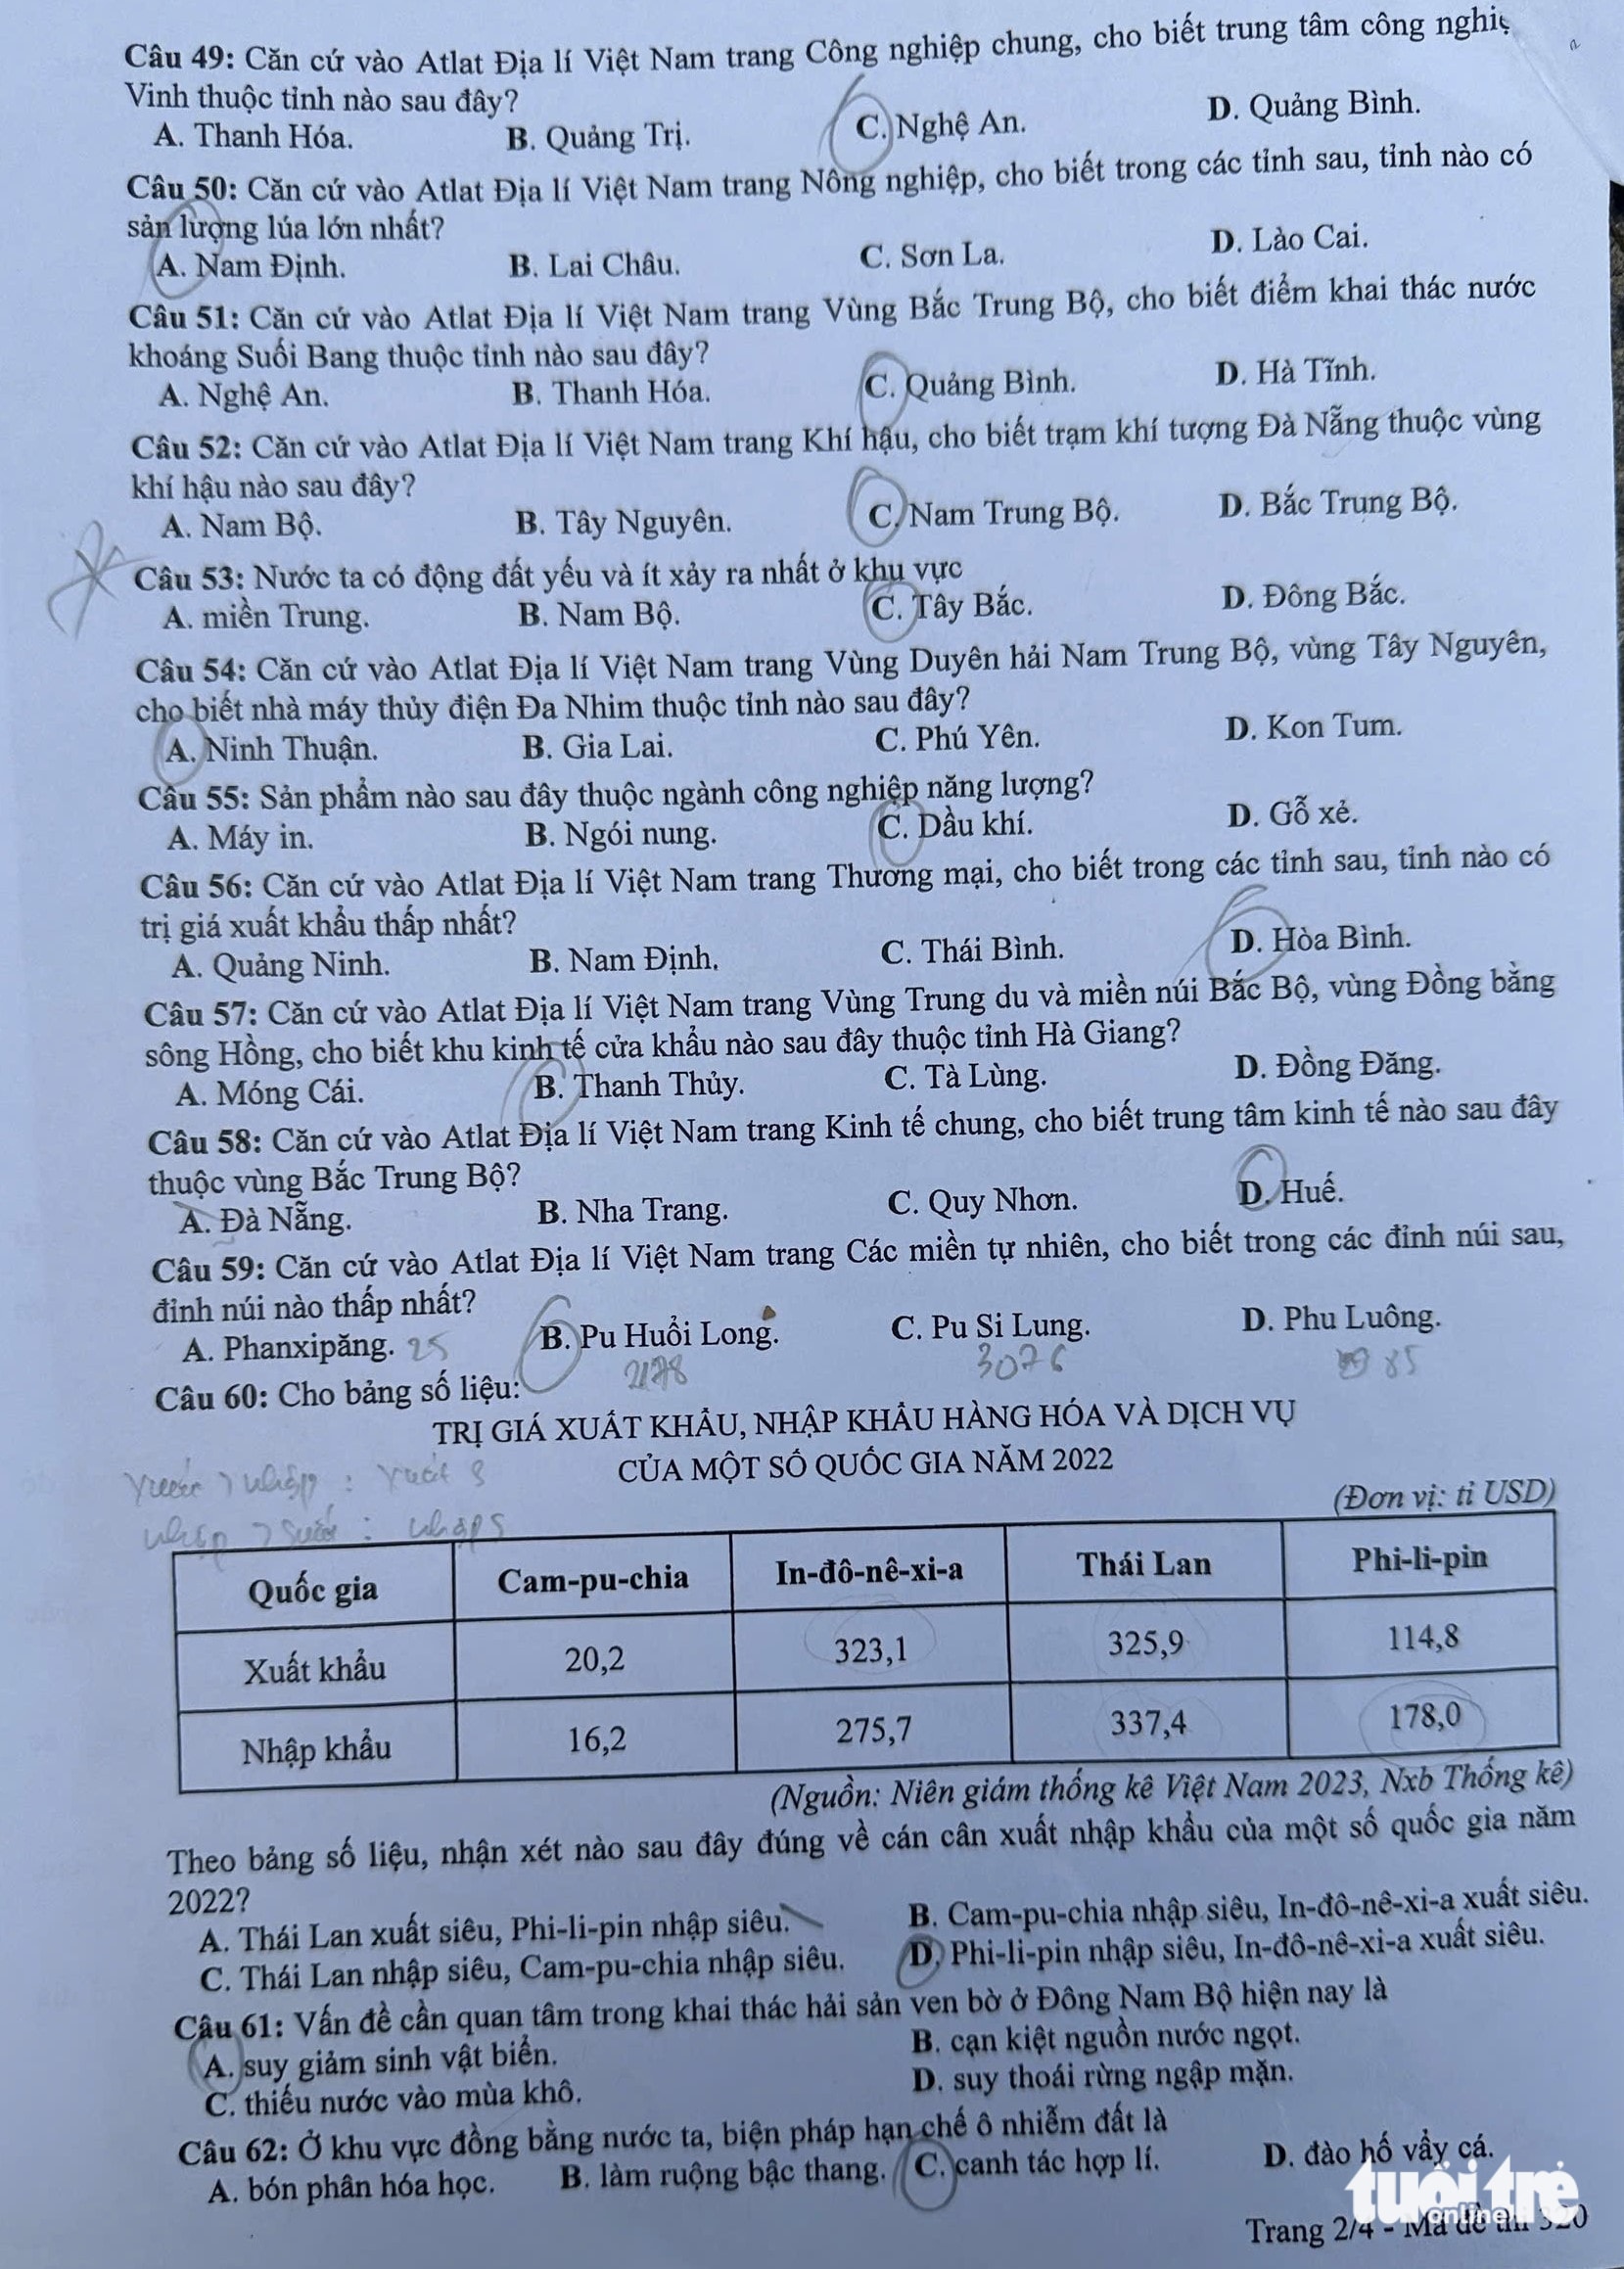 Câu 49: Căn cứ vào Atlat Địa lí Việt Nam trang Công nghiệp chung, cho biết trung tâm công
Vinh thuộc tỉnh nào sau đây?
A. Thanh Hóa. B. Quảng Trị. C. Nghệ An. D. Quảng Bình.
Câu 50: Căn cứ vào Atlat Địa lí Việt Nam trang Nông nghiệp, cho biết trong các tỉnh sau, tỉnh nào có
sản lượng lúa lớn nhất?
A. Nam Định. B. Lai Châu. C. Sơn La. D. Lào Cai.
Câu 51: Căn cứ vào Atlat Địa lí Việt Nam trang Vùng Bắc Trung Bộ, cho biết điểm khai thác nước
khoáng Suối Bang thuộc tỉnh nào sau đây?
A. Nghệ An. B. Thanh Hóa. C. Quảng Bình. D. Hà Tĩnh.
Câu 52: Căn cứ vào Atlat Địa lí Việt Nam trang Khí hậu, cho biết trạm khí tượng Đà Nẵng thuộc vùng
khí hậu nào sau đây?
A. Nam Bộ. B. Tây Nguyên. C. Nam Trung Bộ. D. Bắc Trung Bộ.
Câu 53: Nước ta có động đất yếu và ít xảy ra nhất ở khu vực
A. miền Trung. B. Nam Bộ. C. Tây Bắc. D. Đông Bắc.
Câu 54: Căn cứ vào Atlat Địa lí Việt Nam trang Vùng Duyên hải Nam Trung Bộ, vùng Tây Nguyên,
cho biết nhà máy thủy điện Đa Nhim thuộc tỉnh nào sau đây?
A. Ninh Thuận. B. Gia Lai. C. Phú Yên. D. Kon Tum.
Câu 55: Sản phẩm nào sau đây thuộc ngành công nghiệp năng lượng?
A. Máy in. B. Ngói nung. C. Dầu khí. D. Gỗ xẻ.
Câu 56: Căn cứ vào Atlat Địa lí Việt Nam trang Thương mại, cho biết trong các tỉnh sau, tỉnh nào có
trị giá xuất khẩu thấp nhất?
A. Quảng Ninh. B. Nam Định. C. Thái Bình. D. Hòa Bình.
Câu 57: Căn cứ vào Atlat Địa lí Việt Nam trang Vùng Trung du và miền núi Bắc Bộ, vùng Đồng bằng
sông Hồng, cho biết khu kinh tế cửa khẩu nào sau đây thuộc tỉnh Hà Giang?
A. Móng Cái. B. Thanh Thủy. C. Tà Lùng. D. Đồng Đăng.
Câu 58: Căn cứ vào Atlat Địa lí Việt Nam trang Kinh tế chung, cho biết trung tâm kinh tế nào sau đây
thuộc vùng Bắc Trung Bộ?
A. Đà Nẵng. B. Nha Trang. C. Quy Nhơn. D. Huế.
Câu 59: Căn cứ vào Atlat Địa lí Việt Nam trang Các miền tự nhiên, cho biết trong các đỉnh núi sau,
đỉnh núi nào thấp nhất?
A. Phanxipăng. 25 B. Pu Huổi Long. C. Pu Si Lung. D. Phu Luông.
2178 3076 85
Câu 60: Cho bảng số liệu:
TRỊ GIÁ XUẤT KHẨU, NHẬP KHẨU HÀNG HÓA VÀ DỊCH VỤ
CỦA MỘT SỐ QUỐC GIA NĂM 2022
(Đơn vị: tỉ USD)
Quốc gia Cam-pu-chia In-đô-nê-xi-a Thái Lan Phi-li-pin
Xuất khẩu 20,2 323,1 325,9 114,8
Nhập khẩu 16,2 275,7 337,4 178,0
(Nguồn: Niên giám thống kê Việt Nam 2023, Nxb Thống kê)
Theo bảng số liệu, nhận xét nào sau đây đúng về cán cân xuất nhập khẩu của một số quốc gia năm
2022?
A. Thái Lan xuất siêu, Phi-li-pin nhập siêu. B. Cam-pu-chia nhập siêu, In-đô-nê-xi-a xuất siêu.
C. Thái Lan nhập siêu, Cam-pu-chia nhập siêu. D. Phi-li-pin nhập siêu, In-đô-nê-xi-a xuất siêu.
Câu 61: Vấn đề cần quan tâm trong khai thác hải sản ven bờ ở Đông Nam Bộ hiện nay là
A. suy giảm sinh vật biển. B. cạn kiệt nguồn nước ngọt.
C. thiếu nước vào mùa khô. D. suy thoái rừng ngập mặn.
Câu 62: Ở khu vực đồng bằng nước ta, biện pháp hạn chế ô nhiễm đất là
A. bón phân hóa học. B. làm ruộng bậc thang. C. canh tác hợp lí. D. đào hố vẩy cá.
tuổi trẻ
online
Trang 2/4 - Mã đề thi 320